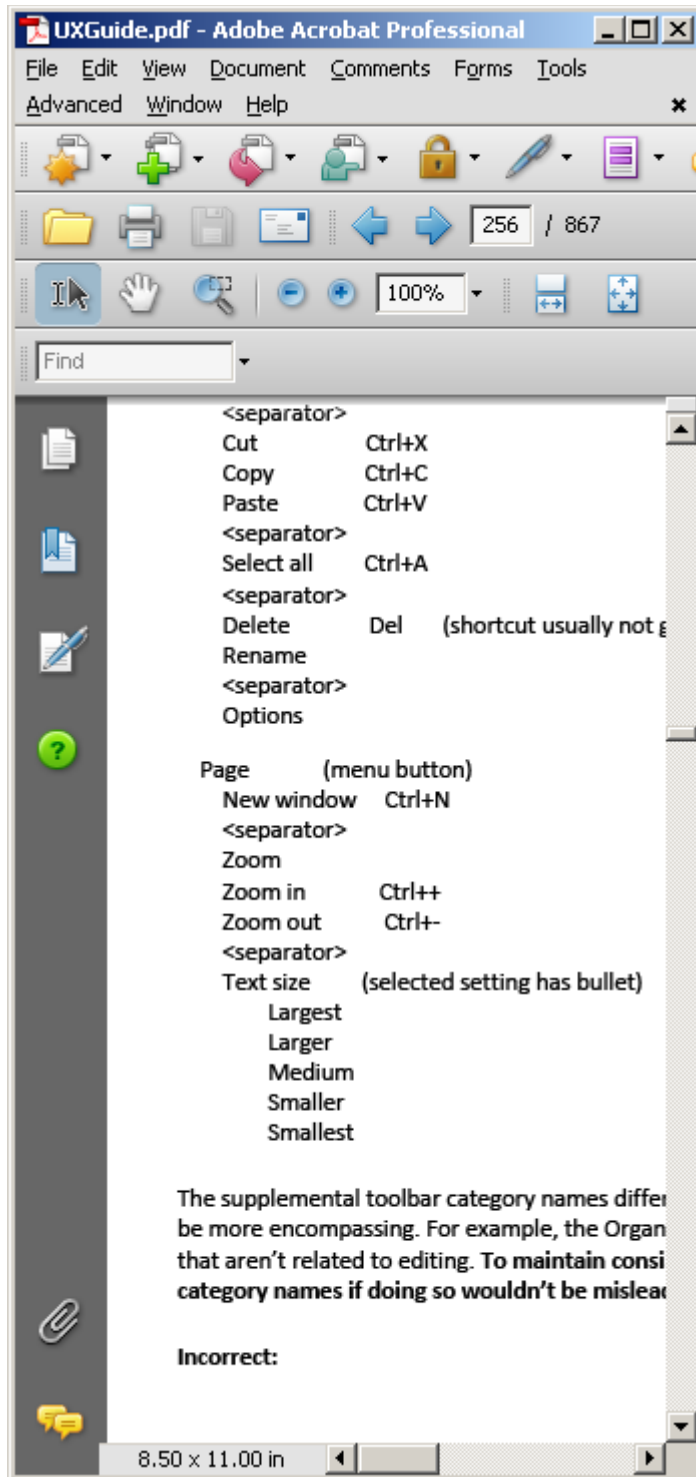 UXGuide.pdf - Adobe Acrobat Professional
File Edit View Document Comments Forms Tools
Advanced Window Help
256 / 867
100%
Find
<separator>
Cut Ctrl+X
Copy Ctrl+C
Paste Ctrl+V
<separator>
Select all Ctrl+A
<separator>
Delete Del (shortcut usually not
Rename
<separator>
Options
Page (menu button)
New window Ctrl+N
<separator>
Zoom
Zoom in Ctrl++
Zoom out Ctrl+-
<separator>
Text size (selected setting has bullet)
Largest
Larger
Medium
Smaller
Smallest
The supplemental toolbar category names differ
be more encompassing. For example, the Organ
that aren't related to editing. To maintain consi
category names if doing so wouldn't be mislead
Incorrect:
8.50 x 11.00 in